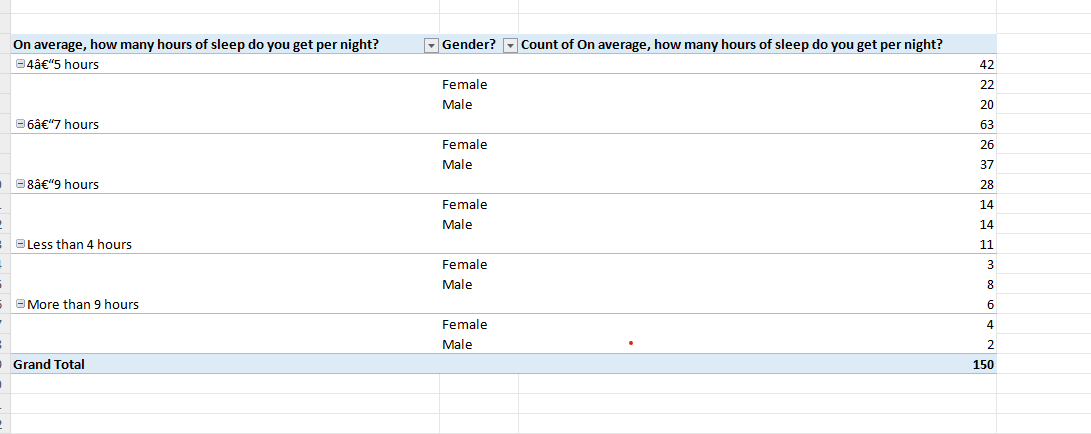 On average, how many hours of sleep do you get per night? Gender? Count of On average, how many hours of sleep do you get per night?
4â€“5 hours 42
Female 22
Male 20
6â€“7 hours 63
Female 26
Male 37
8â€“9 hours 28
Female 14
Male 14
Less than 4 hours 11
Female 3
Male 8
More than 9 hours 6
Female 4
Male 2
Grand Total 150